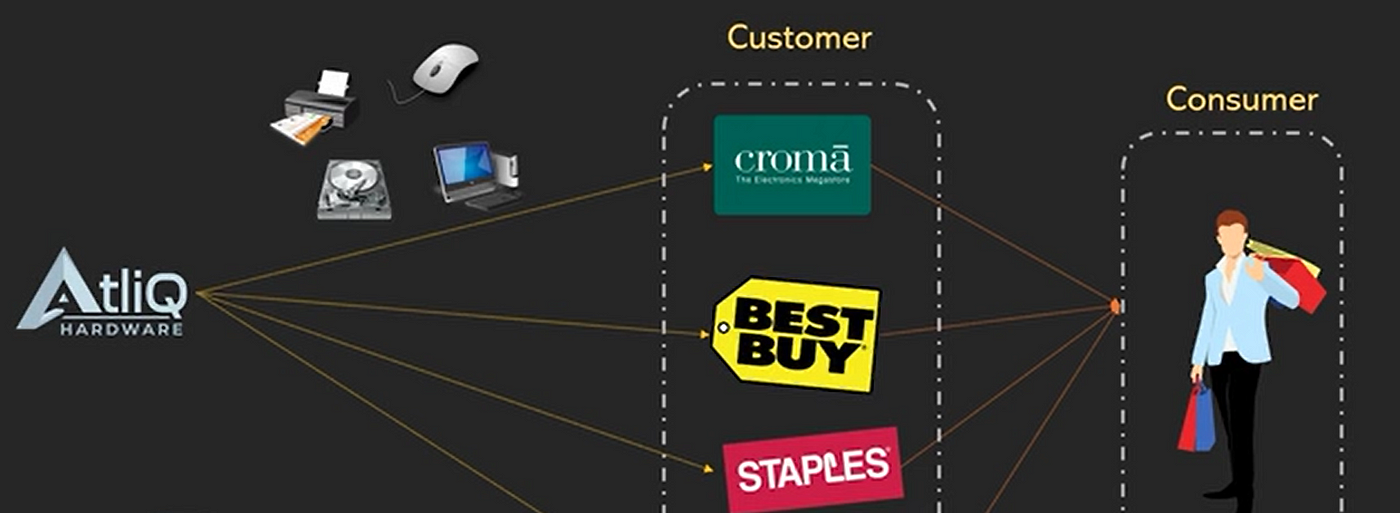 Customer
Consumer
cromā
The Electronics Megastore
AtliQ
HARDWARE
BEST
BUY
STAPLES